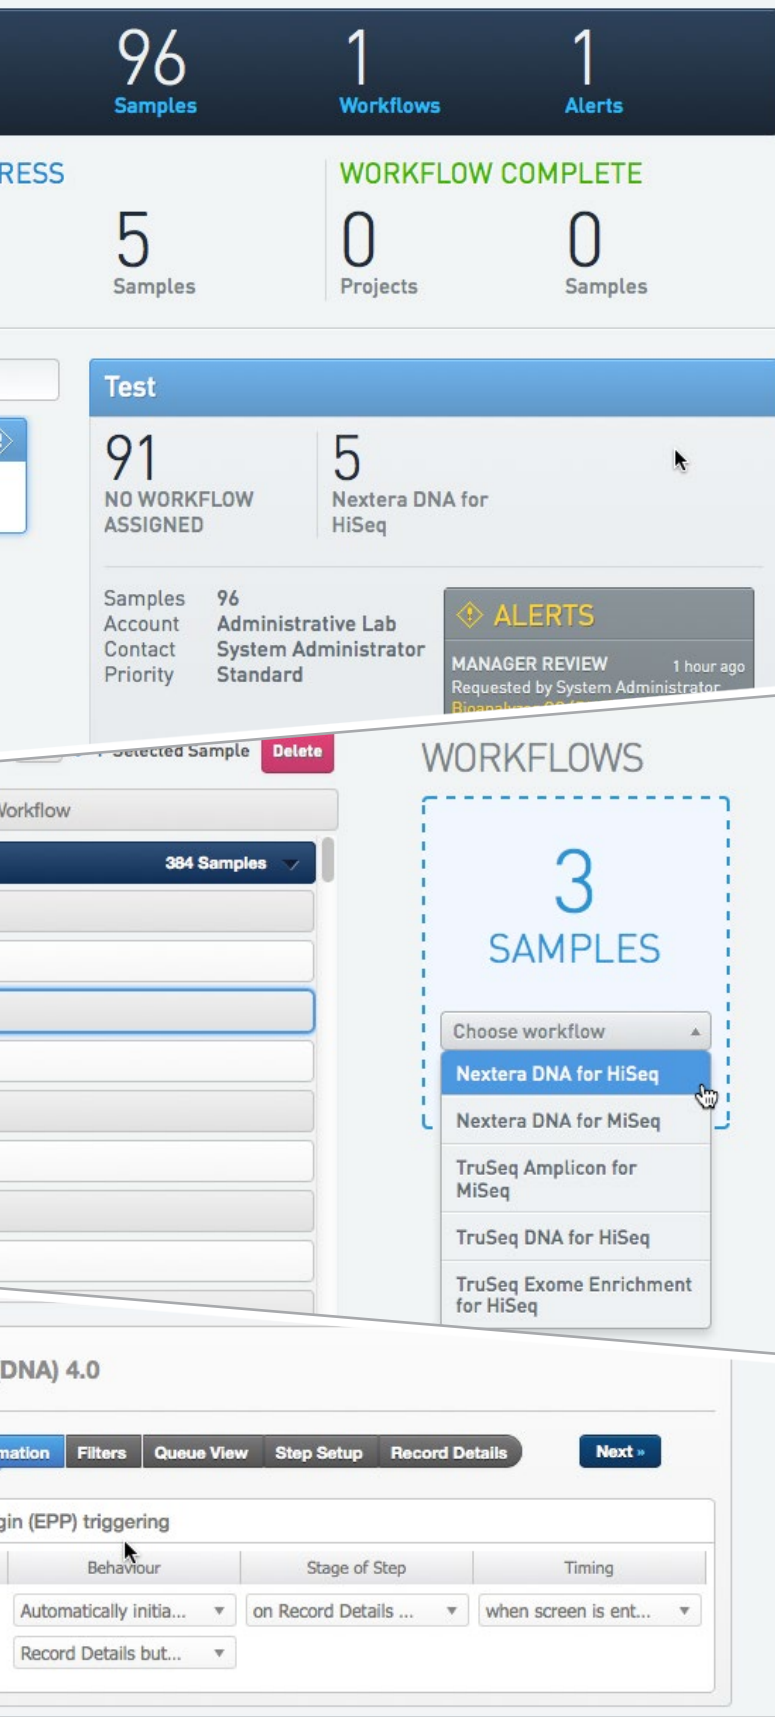 96 1 1
Samples Workflows Alerts
RESS WORKFLOW COMPLETE
5 0 0
Samples Projects Samples
Test
91 5
NO WORKFLOW Nextera DNA for
ASSIGNED HiSeq
Samples 96
Account Administrative Lab
Contact System Administrator
Priority Standard
ALERTS
MANAGER REVIEW 1 hour ago
Requested by System Administrator
Selected Sample Delete
Workflow
384 Samples
WORKFLOWS
3
SAMPLES
Choose workflow
Nextera DNA for HiSeq
Nextera DNA for MiSeq
TruSeq Amplicon for
MiSeq
TruSeq DNA for HiSeq
TruSeq Exome Enrichment
for HiSeq
DNA) 4.0
mation Filters Queue View Step Setup Record Details Next »
gin (EPP) triggering
Behaviour Stage of Step Timing
Automatically initia... on Record Details ... when screen is ent...
Record Details but...